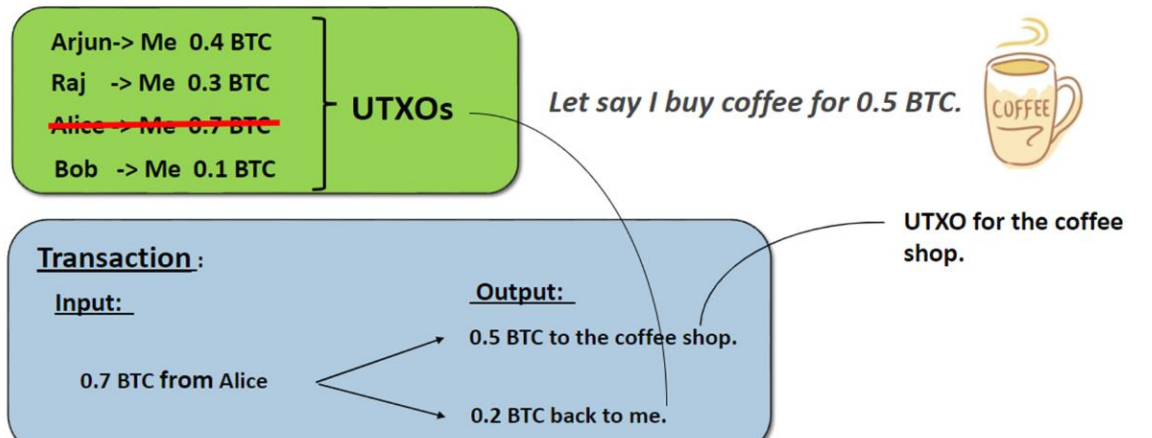 Arjun-> Me 0.4 BTC
Raj -> Me 0.3 BTC
Alice -> Me 0.7 BTC
Bob -> Me 0.1 BTC
UTXOs
Let say I buy coffee for 0.5 BTC.
COFFEE
UTXO for the coffee
shop.
Transaction :
Input:
Output:
0.5 BTC to the coffee shop.
0.7 BTC from Alice
0.2 BTC back to me.